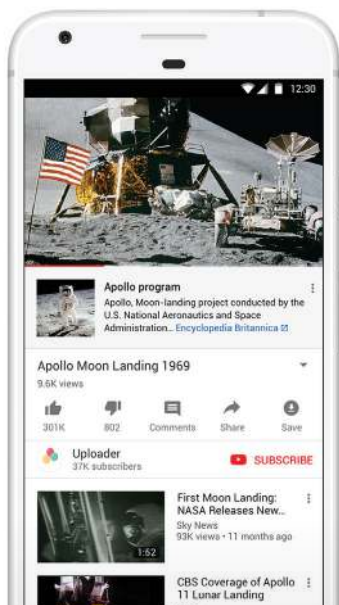 12:30
Apollo program
Apollo, Moon-landing project conducted by the
U.S. National Aeronautics and Space
Administration... Encyclopedia Britannica
Apollo Moon Landing 1969
9.6K views
301K 802 Comments Share Save
Uploader
37K subscribers
SUBSCRIBE
First Moon Landing:
NASA Releases New...
Sky News
93K views • 11 months ago
1:52
CBS Coverage of Apollo
11 Lunar Landing